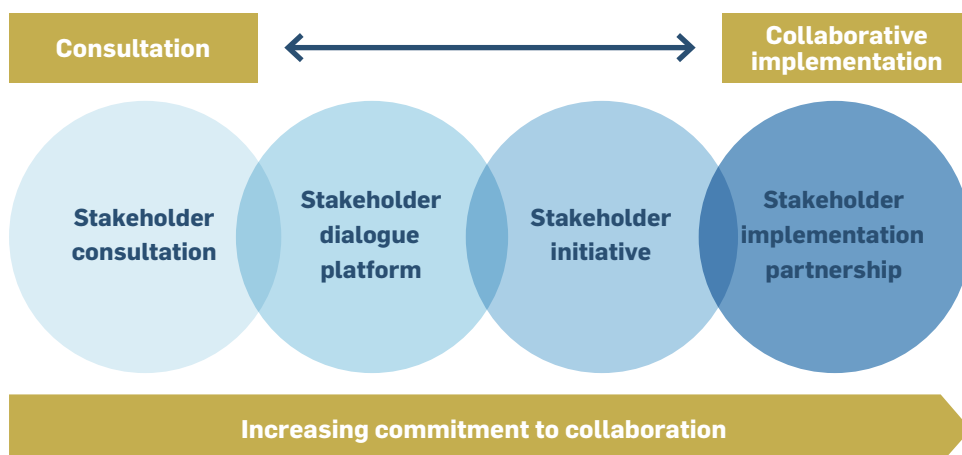 Consultation
Collaborative
implementation
Stakeholder
consultation
Stakeholder
dialogue
platform
Stakeholder
initiative
Stakeholder
implementation
partnership
Increasing commitment to collaboration